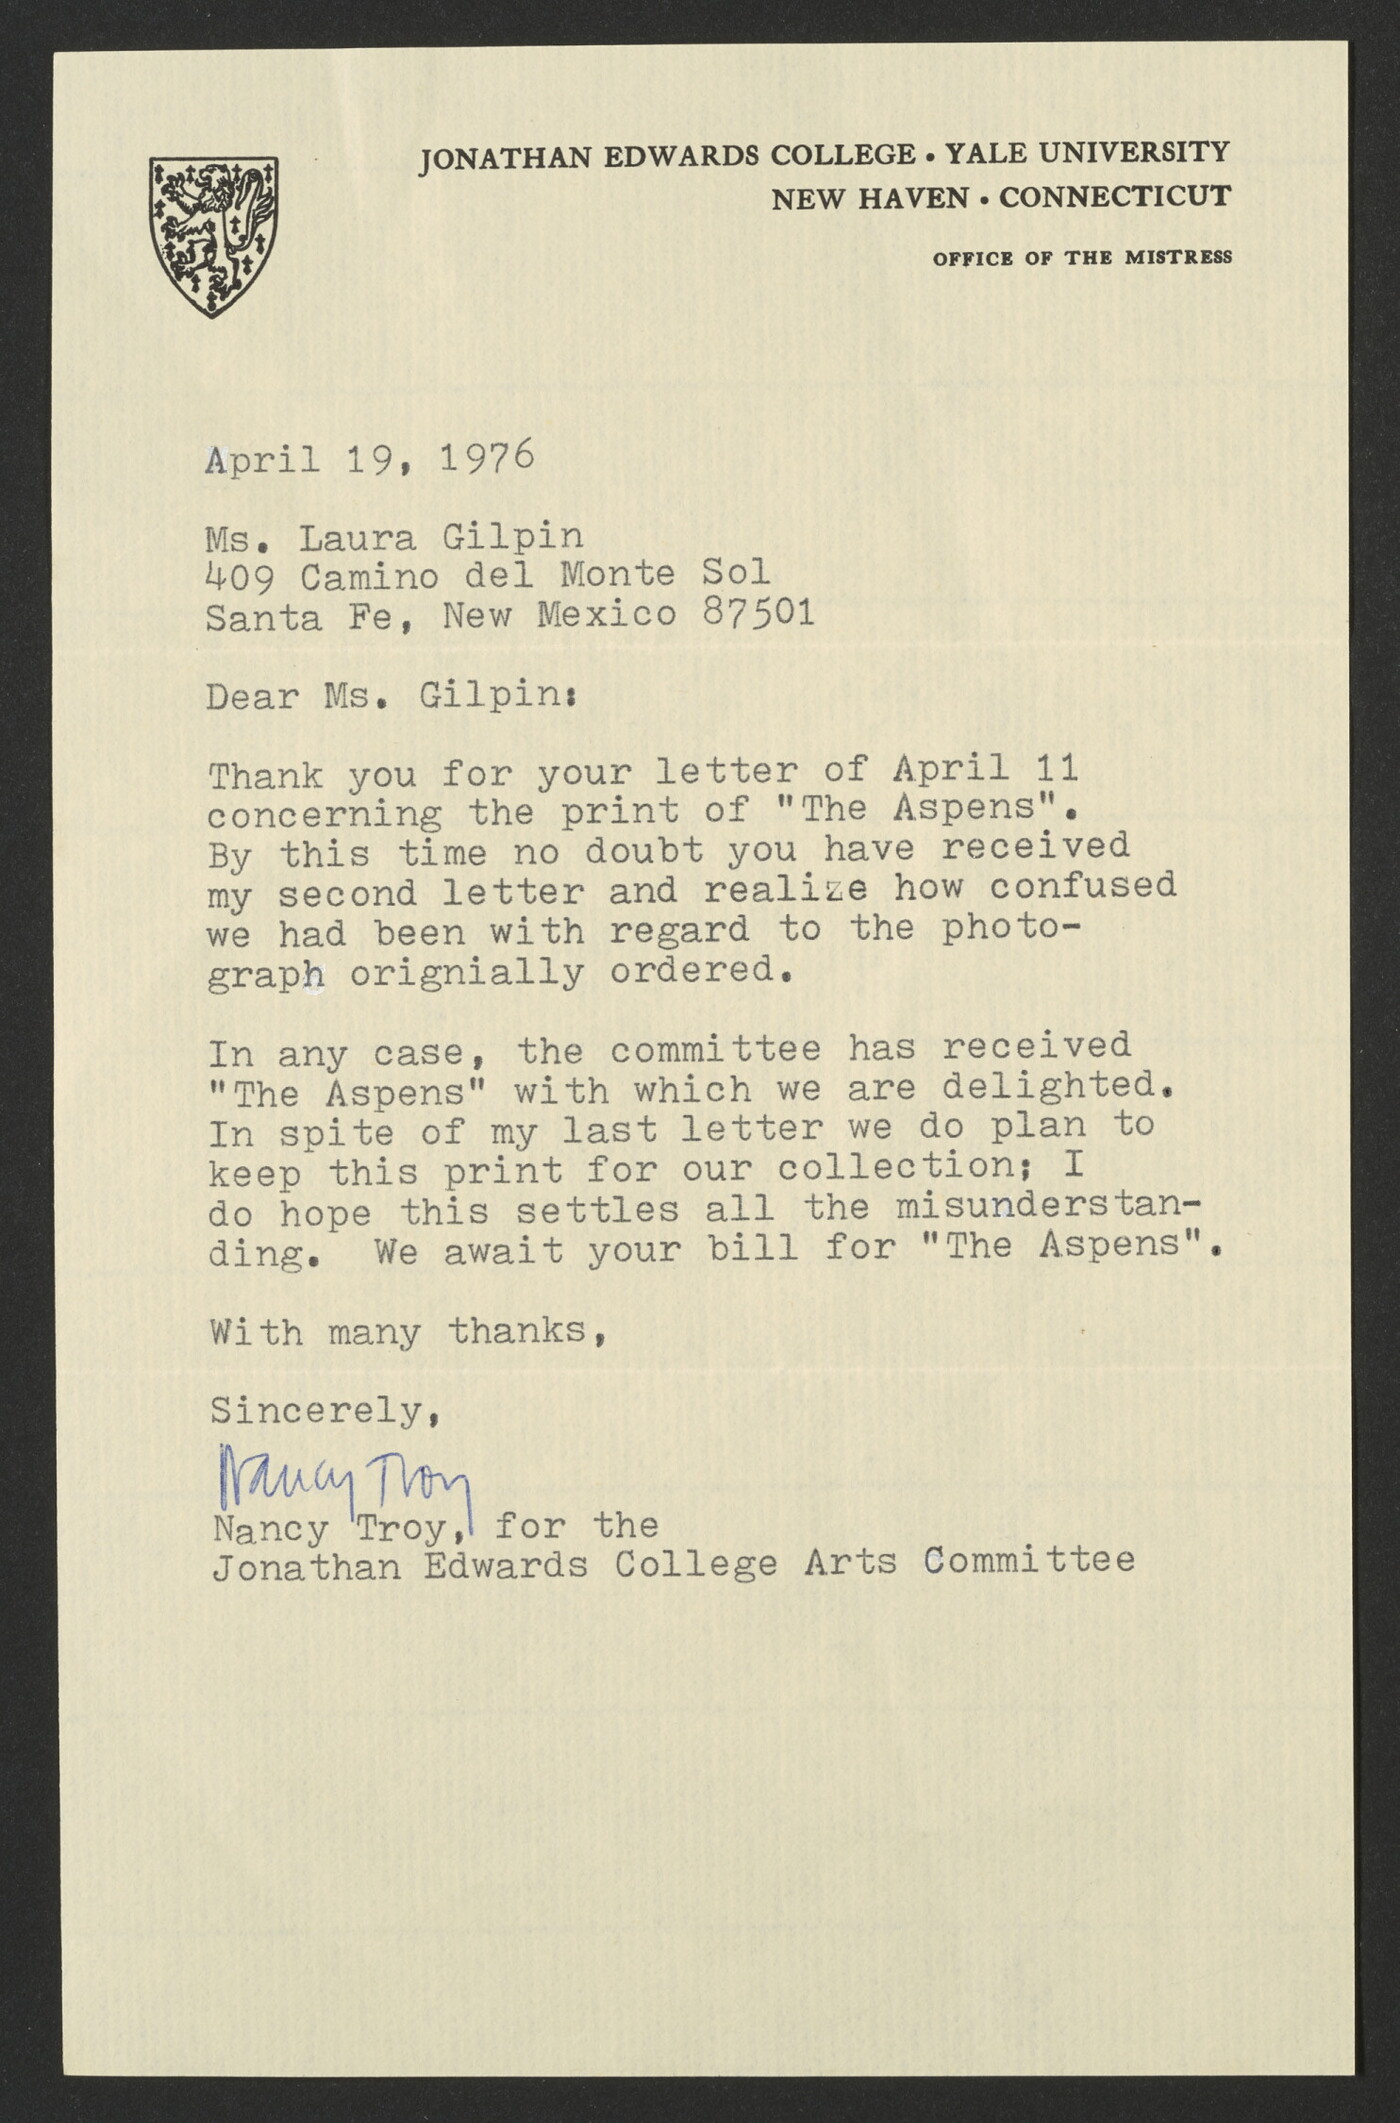 JONATHAN EDWARDS COLLEGE • YALE UNIVERSITY
NEW HAVEN • CONNECTICUT
OFFICE OF THE MISTRESS
April 19, 1976
Ms. Laura Gilpin
409 Camino del Monte Sol
Santa Fe, New Mexico 87501
Dear Ms. Gilpin:
Thank you for your letter of April 11
concerning the print of "The Aspens".
By this time no doubt you have received
my second letter and realize how confused
we had been with regard to the photo-
graph orignially ordered.
In any case, the committee has received
"The Aspens" with which we are delighted.
In spite of my last letter we do plan to
keep this print for our collection; I
do hope this settles all the misunderstan-
ding. We await your bill for "The Aspens".
With many thanks,
Sincerely,
Nancy Troy
Nancy Troy, for the
Jonathan Edwards College Arts Committee